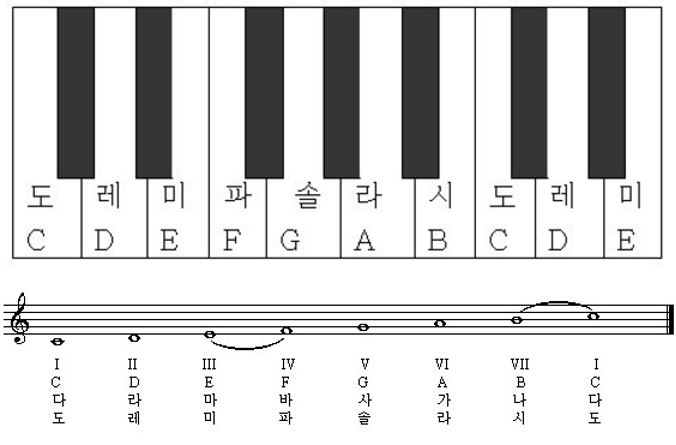 도 레 미 파 솔 라 시 도 레 미
C D E F G A B C D E
I II III IV V VI VII I
C D E F G A B C
다 라 마 바 사 가 나 다
도 레 미 파 솔 라 시 도